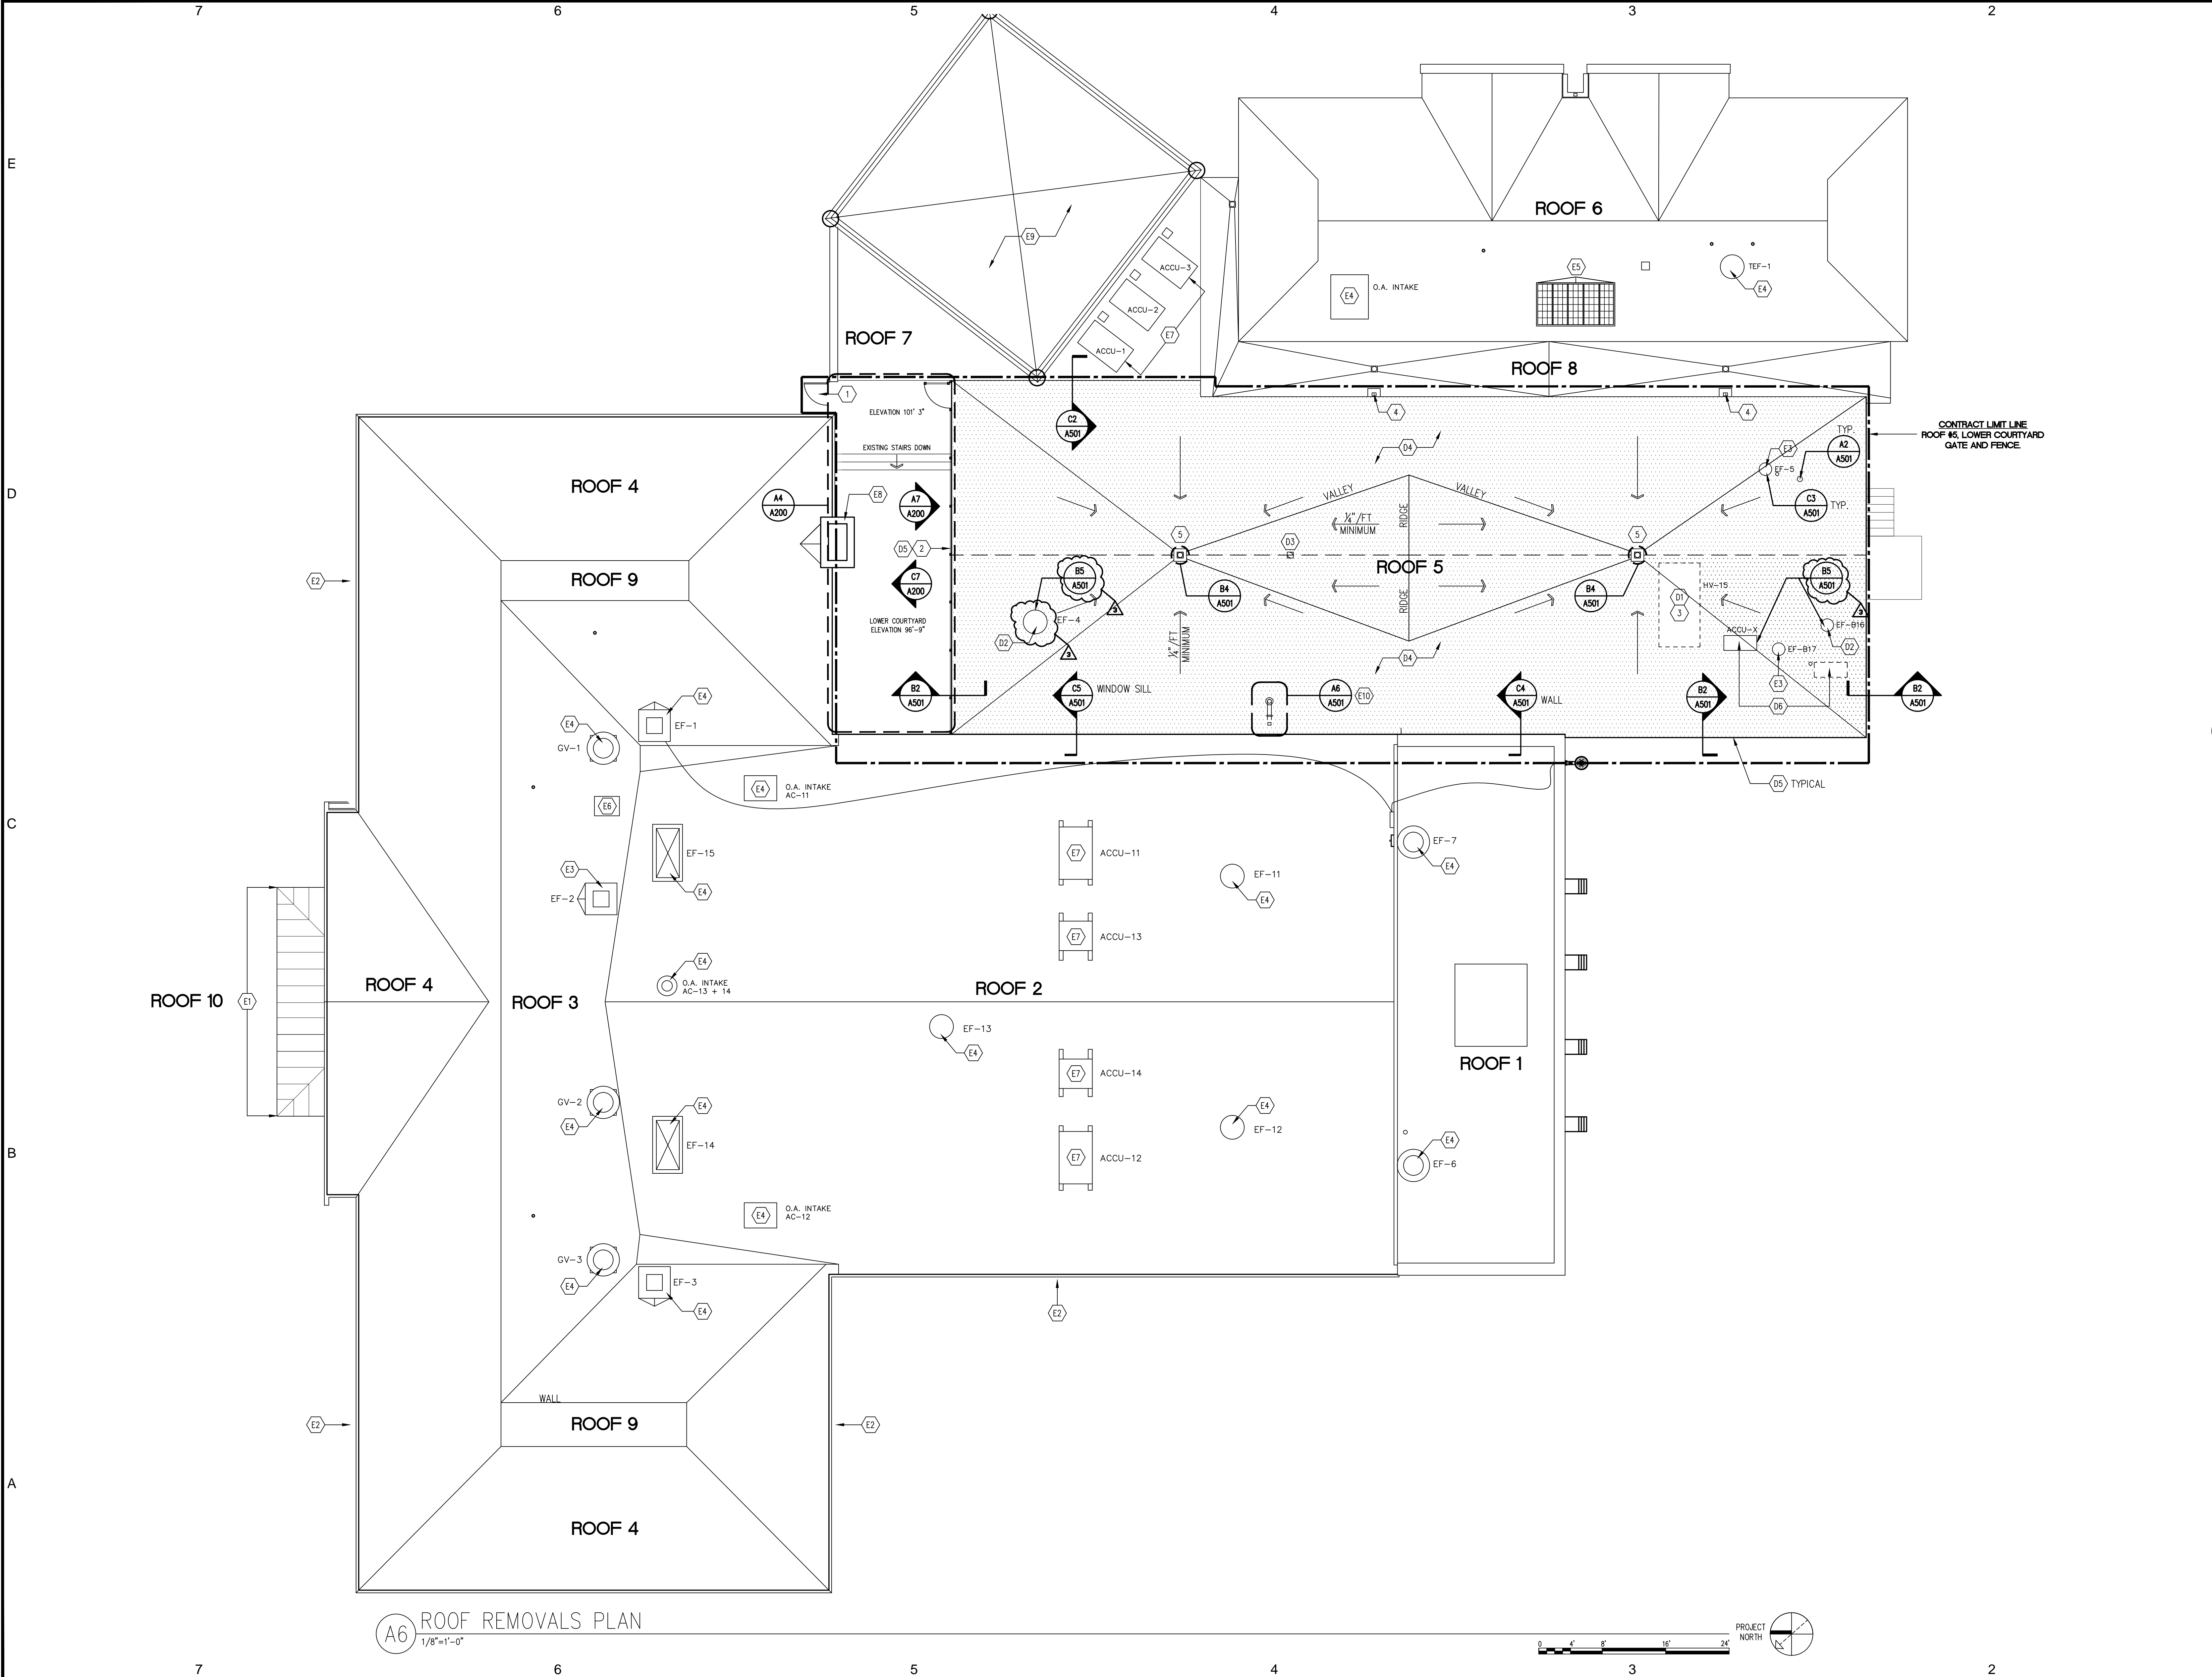 7
6
5
4
3
2
E
D
C
B
A
ROOF 6
E9
ACCU-3
ACCU-2
ACCU-1
E7
E4
O.A. INTAKE
E5
TEF-1
E4
ROOF 7
ROOF 8
1
ELEVATION 101' 3"
C2
A501
4
4
CONTRACT LIMIT LINE
ROOF #5, LOWER COURTYARD
GATE AND FENCE.
EXISTING STAIRS DOWN
D4
TYP.
A2
A501
E3
EF-5
ROOF 4
A4
A200
E8
A7
A200
VALLEY
VALLEY
C3
A501
TYP.
1/4"/FT
MINIMUM
RIDGE
D5
2
5
D3
5
ROOF 5
E2
ROOF 9
C7
A200
B5
A501
3
B4
A501
B4
A501
RIDGE
D1
3
HV-15
B5
A501
3
LOWER COURTYARD
ELEVATION 96'-9"
EF-4
D2
3
1/4"/FT
MINIMUM
D4
ACCU-X
EF-B16
D2
EF-B17
E3
D6
B2
A501
C5
A501
WINDOW SILL
A6
A501
E10
C4
A501
WALL
B2
A501
B2
A501
E4
EF-1
E4
GV-1
E4
O.A. INTAKE
AC-11
D5
TYPICAL
E6
EF-15
E4
E7
ACCU-11
EF-11
E4
EF-7
E4
E3
EF-2
E7
ACCU-13
E4
O.A. INTAKE
AC-13 + 14
ROOF 10
E1
ROOF 4
ROOF 3
ROOF 2
EF-13
E4
ROOF 1
E7
ACCU-14
GV-2
E4
E4
EF-14
E4
EF-12
E7
ACCU-12
E4
EF-6
E4
O.A. INTAKE
AC-12
GV-3
E4
EF-3
E4
E2
WALL
E2
ROOF 9
E2
ROOF 4
A6
ROOF REMOVALS PLAN
1/8"=1'-0"
0
4'
8'
16'
24'
PROJECT
NORTH
7
6
5
4
3
2